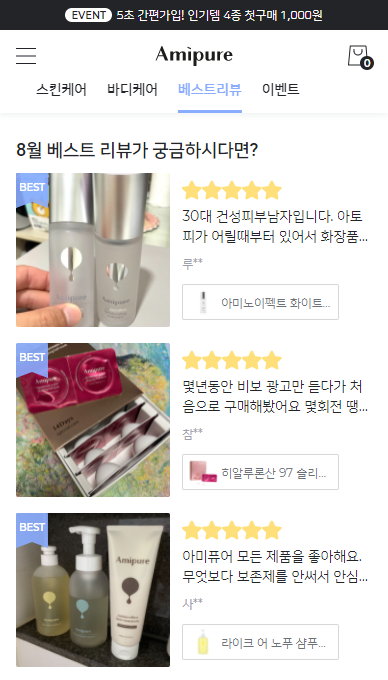 EVENT 5초 간편가입! 인기템 4종 첫구매 1,000원
Amipure
0
스킨케어 바디케어 베스트리뷰 이벤트
8월 베스트 리뷰가 궁금하시다면?
BEST
Amipure
30대 건성피부남자입니다. 아토
피가 어릴때부터 있어서 화장품...
루**
아미노이펙트 화이트...
BEST
Amipure
14Days
몇년동안 비보 광고만 듣다가 처
음으로 구매해봤어요 몇회전 땡...
참**
히알루론산 97 슬리...
BEST
Amipure
아미퓨어 모든 제품을 좋아해요.
무엇보다 보존제를 안써서 안심...
사**
라이크 어 노푸 샴푸...